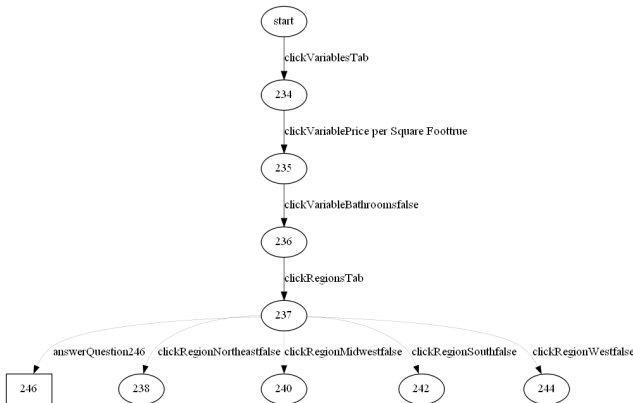 start
clickVariablesTab
234
clickVariablePrice per Square Foottrue
235
clickVariableBathroomsfalse
236
clickRegionsTab
237
answerQuestion246
clickRegionNortheastfalse
clickRegionMidwestfalse
clickRegionSouthfalse
clickRegionWestfalse
246
238
240
242
244